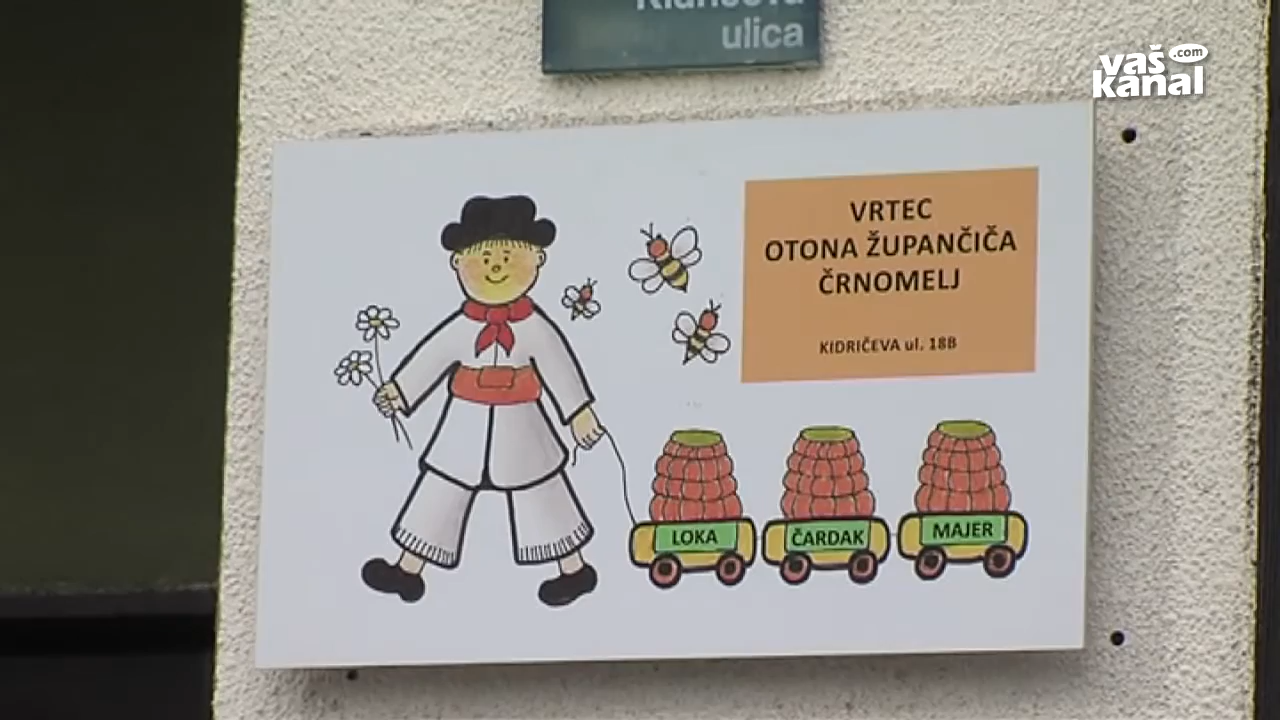 ulica
vaš
.com
kanal
VRTEC
OTONA ŽUPANČIČA
ČRNOMELJ
KIDRIČEVA ul. 18B
LOKA
ČARDAK
MAJER